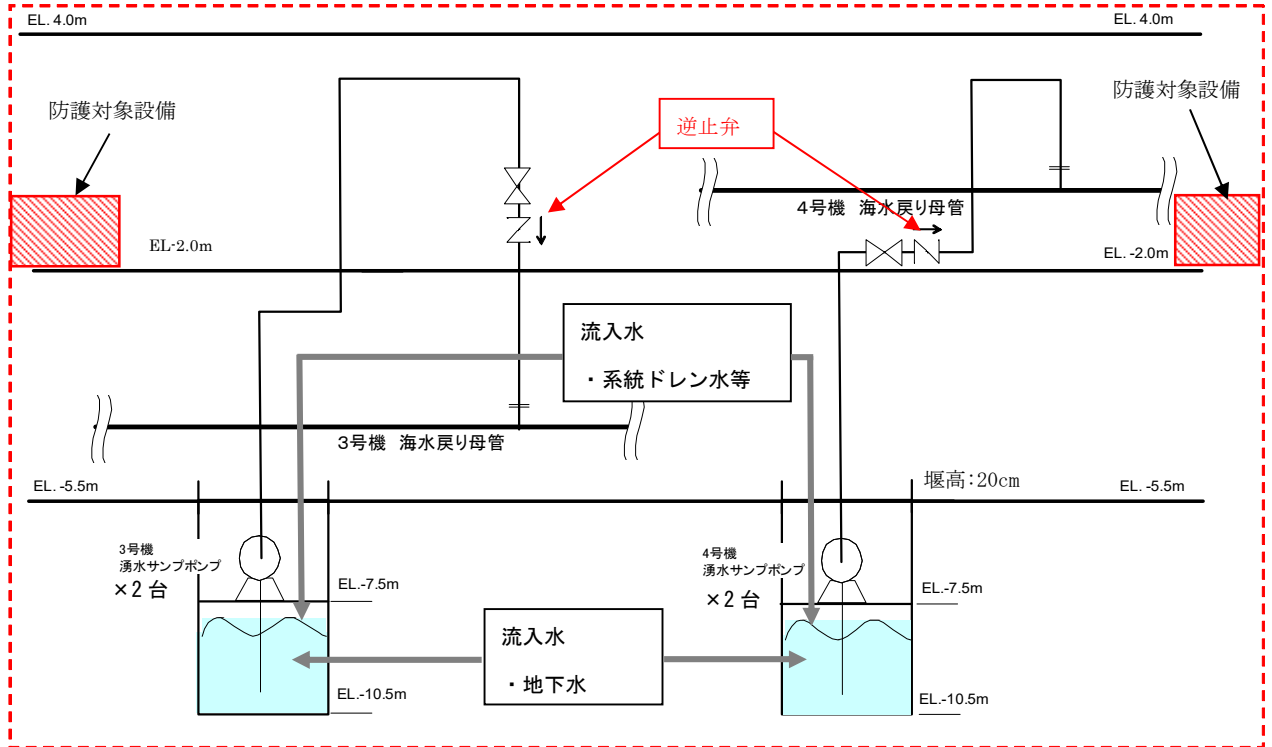 EL. 4.0m
EL. 4.0m
防護対象設備
逆止弁
防護対象設備
4号機 海水戻り母管
EL-2.0m
EL. -2.0m
流入水
・系統ドレン水等
3号機 海水戻り母管
EL. -5.5m
堰高:20cm
EL. -5.5m
3号機
湧水サンプポンプ
×2 台
EL.-7.5m
4号機
湧水サンプポンプ
×2 台
EL.-7.5m
流入水
・地下水
EL.-10.5m
EL.-10.5m